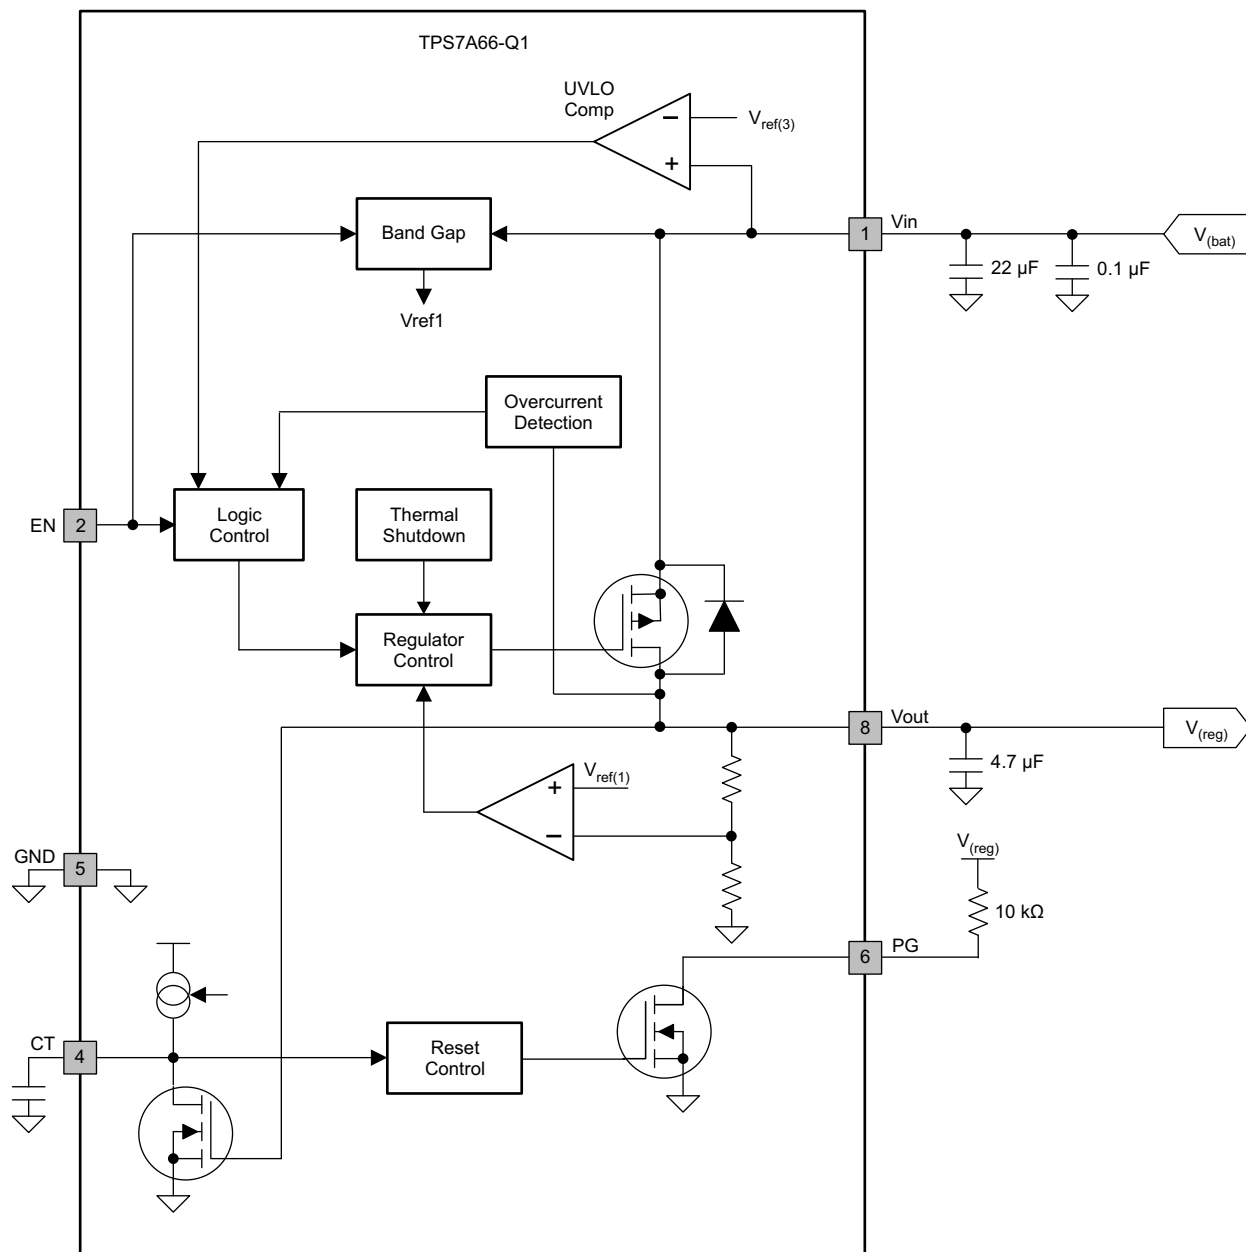 TPS7A66-Q1
UVLO
Comp
−
V_ref(3)
+
Band Gap
1
Vin
V_(bat)
22 µF
0.1 µF
Vref1
Overcurrent
Detection
EN
2
Logic
Control
Thermal
Shutdown
Regulator
Control
8
Vout
V_(reg)
4.7 µF
+
V_ref(1)
−
GND
5
V_(reg)
10 kΩ
6
PG
CT
4
Reset
Control